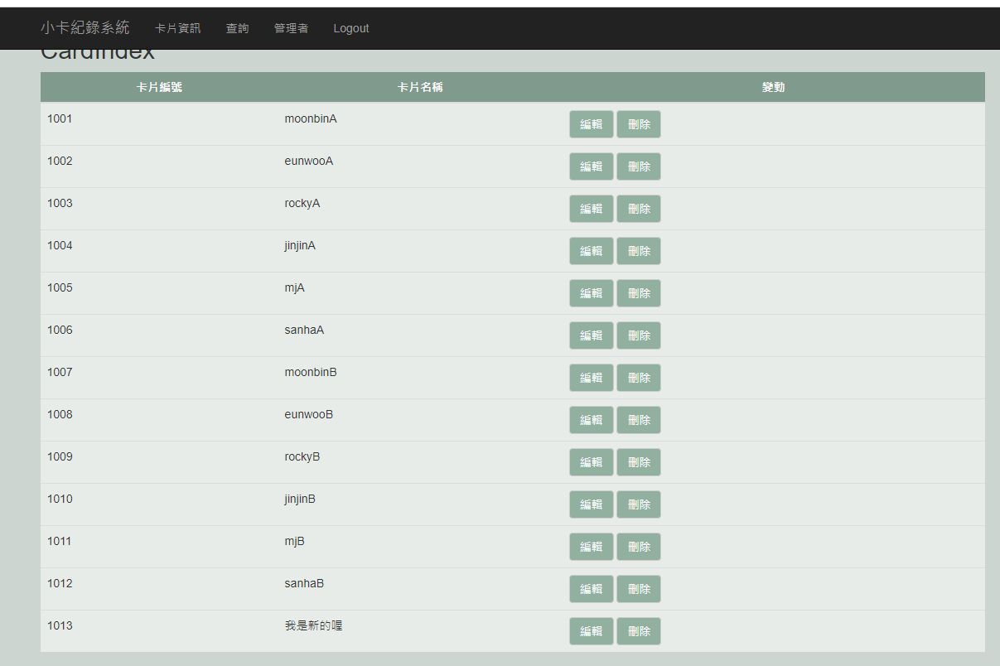 小卡紀錄系統 卡片資訊 查詢 管理者 Logout
CardIndex
卡片編號 卡片名稱 變動
1001 moonbinA 編輯 刪除
1002 eunwooA 編輯 刪除
1003 rockyA 編輯 刪除
1004 jinjinA 編輯 刪除
1005 mjA 編輯 刪除
1006 sanhaA 編輯 刪除
1007 moonbinB 編輯 刪除
1008 eunwooB 編輯 刪除
1009 rockyB 編輯 刪除
1010 jinjinB 編輯 刪除
1011 mjB 編輯 刪除
1012 sanhaB 編輯 刪除
1013 我是新的喔 編輯 刪除